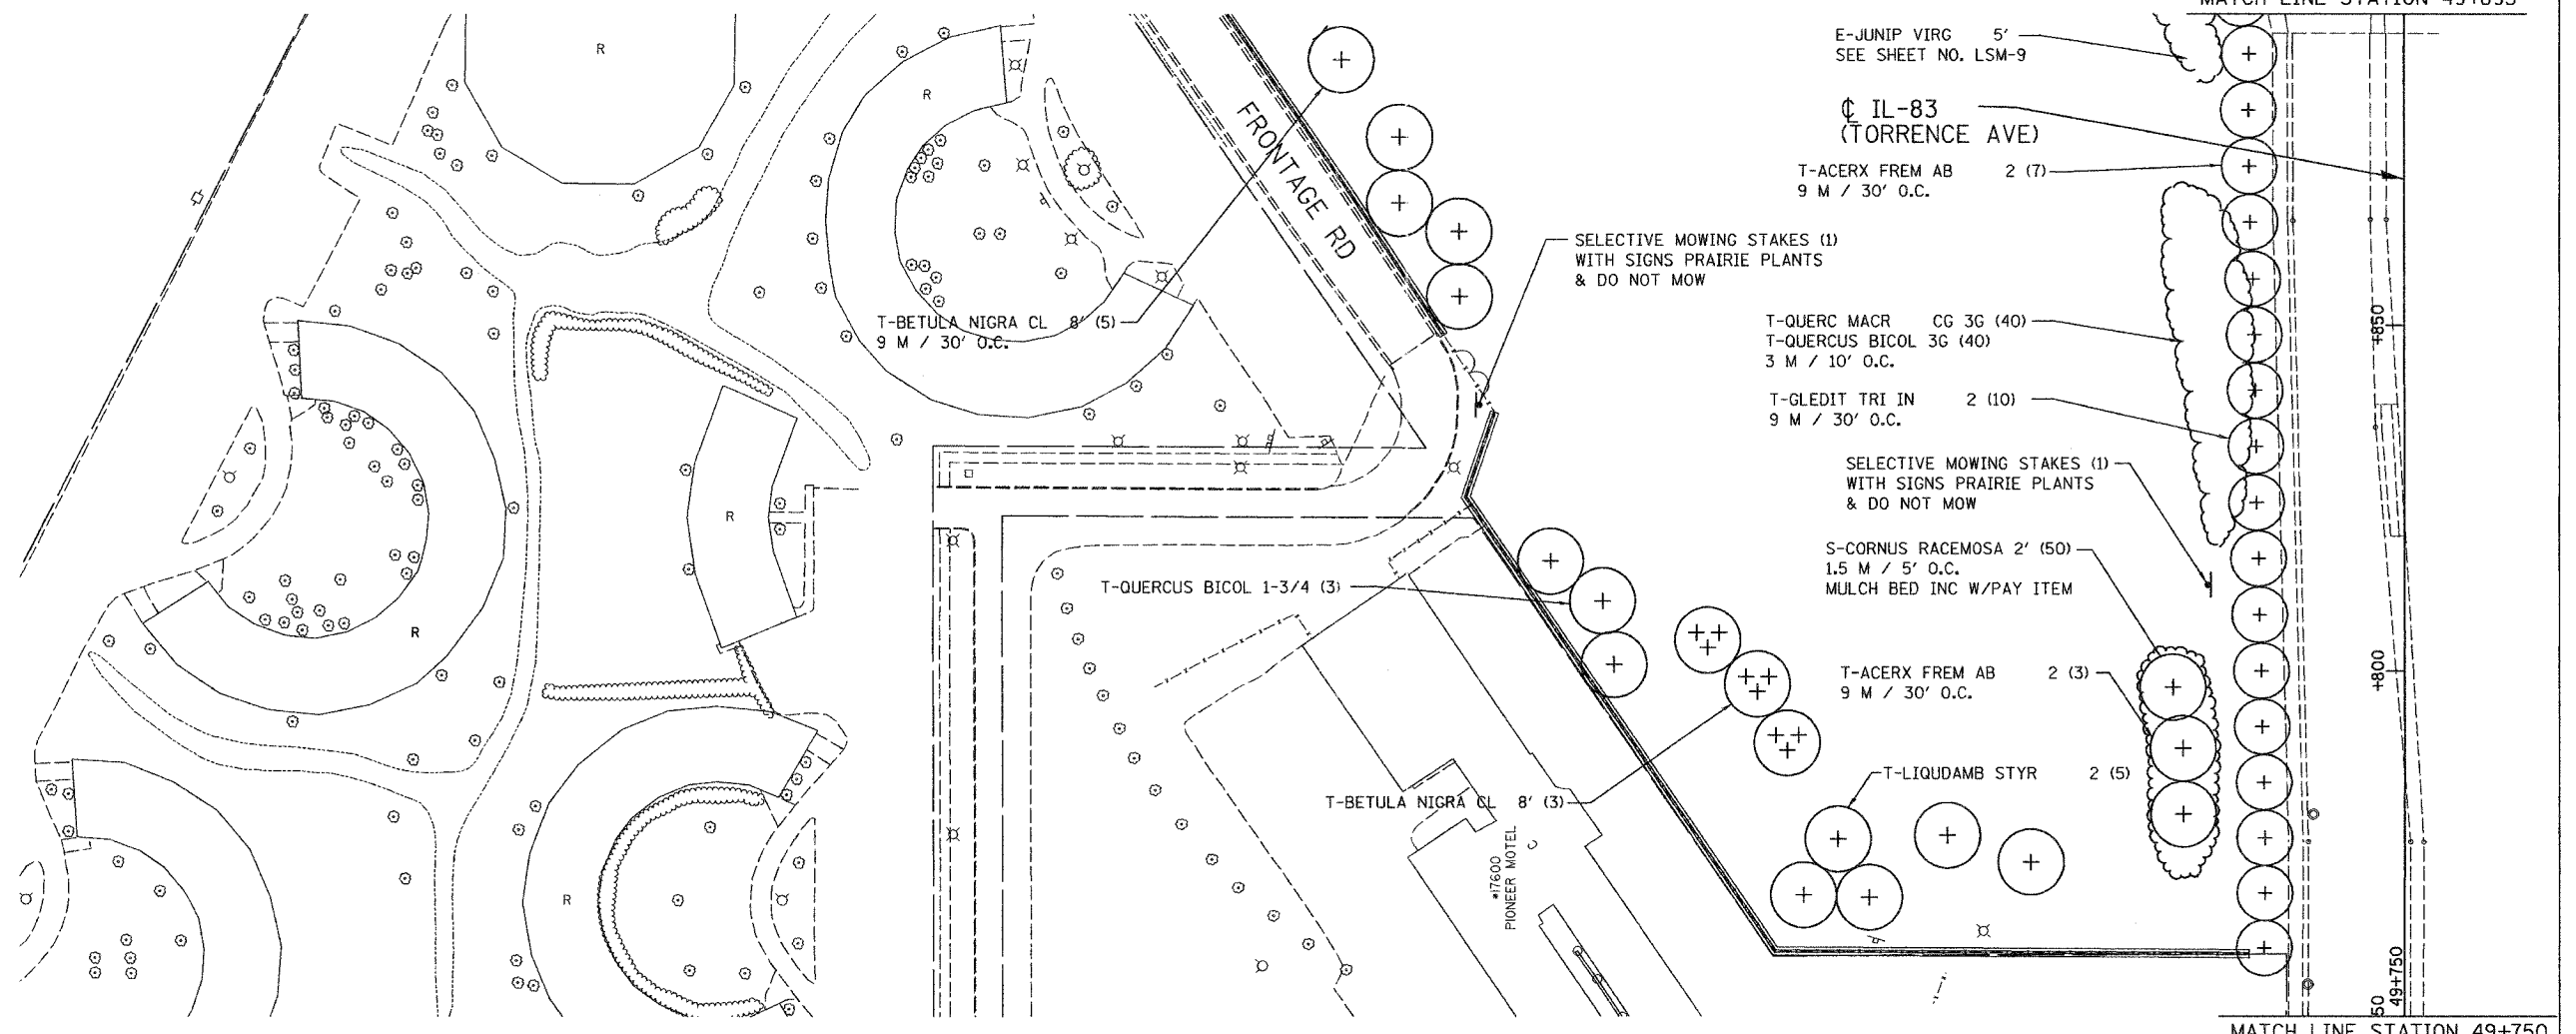 MATCH LINE STATION 49+895
E-JUNIP VIRG 5'
SEE SHEET NO. LSM-9
℄ IL-83
(TORRENCE AVE)
T-ACERX FREM AB 2 (7)
9 M / 30' O.C.
R
R
FRONTAGE RD
SELECTIVE MOWING STAKES (1)
WITH SIGNS PRAIRIE PLANTS
& DO NOT MOW
T-BETULA NIGRA CL 8' (5)
9 M / 30' O.C.
T-QUERC MACR CG 3G (40)
T-QUERCUS BICOL 3G (40)
3 M / 10' O.C.
+850
T-GLEDIT TRI IN 2 (10)
9 M / 30' O.C.
SELECTIVE MOWING STAKES (1)
WITH SIGNS PRAIRIE PLANTS
& DO NOT MOW
R
S-CORNUS RACEMOSA 2' (50)
1.5 M / 5' O.C.
MULCH BED INC W/PAY ITEM
T-QUERCUS BICOL 1-3/4 (3)
R
+800
T-ACERX FREM AB 2 (3)
9 M / 30' O.C.
T-LIQUDAMB STYR 2 (5)
T-BETULA NIGRA CL 8' (3)
#17600
PIONEER MOTEL
R
49+750
50
MATCH LINE STATION 49+750